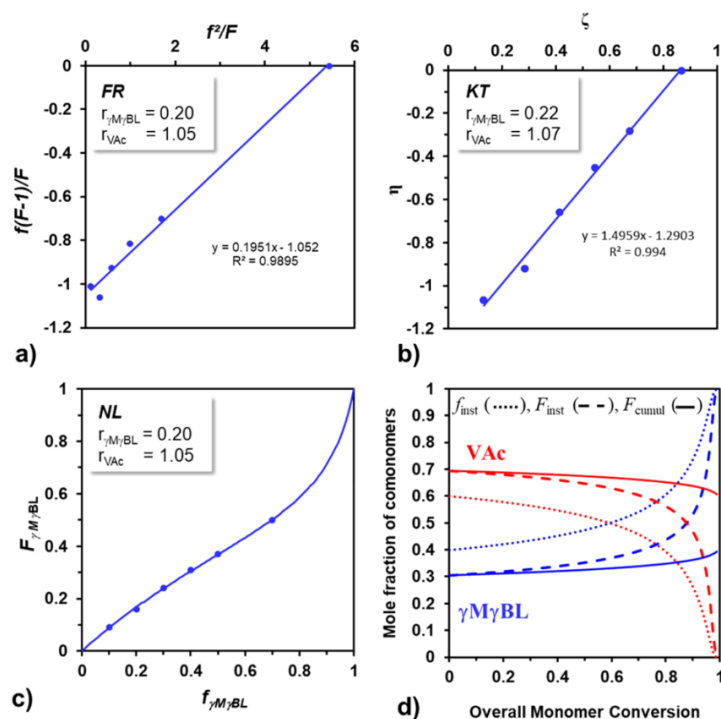 f²/F
0 2 4 6
0
-0.2
-0.4
-0.6
-0.8
-1
-1.2
f(F-1)/F
FR
rγMγBL = 0.20
rVAc = 1.05
y = 0.1951x - 1.052
R² = 0.9895
a)
ζ
0 0.2 0.4 0.6 0.8 1
0
-0.2
-0.4
-0.6
-0.8
-1
-1.2
η
KT
rγMγBL = 0.22
rVAc = 1.07
y = 1.4959x - 1.2903
R² = 0.994
b)
1
0.8
0.6
0.4
0.2
0
FγMγBL
NL
rγMγBL = 0.20
rVAc = 1.05
0 0.2 0.4 0.6 0.8 1
fγMγBL
c)
1
0.9
0.8
0.7
0.6
0.5
0.4
0.3
0.2
0.1
0
Mole fraction of comonomers
finst (.....), Finst (– –), Fcumul (—)
VAc
γMγBL
0 0.2 0.4 0.6 0.8 1
Overall Monomer Conversion
d)